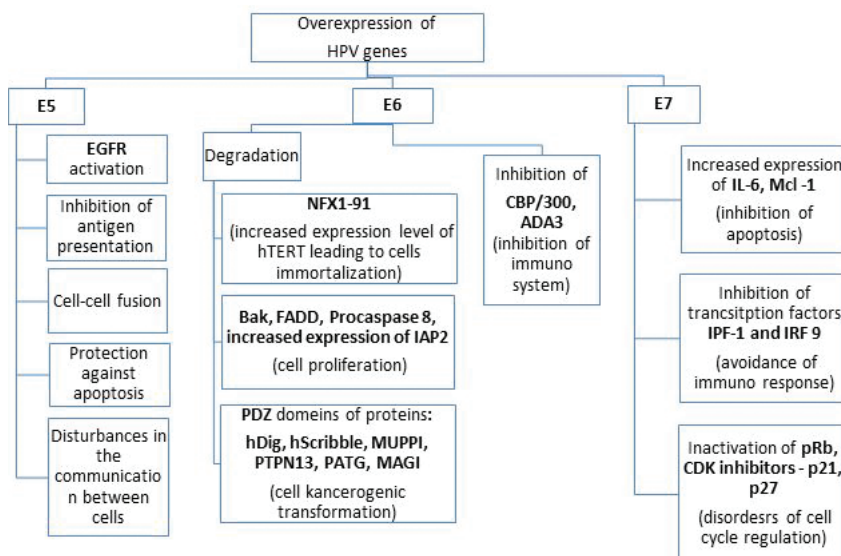 Overexpression of
HPV genes
E5
EGFR
activation
Inhibition of
antigen
presentation
Cell-cell fusion
Protection
against
apoptosis
Disturbances in
the
communicatio
n between
cells
E6
Degradation
NFX1-91
(increased expression level of
hTERT leading to cells
immortalization)
Bak, FADD, Procaspase 8,
increased expression of IAP2
(cell proliferation)
PDZ domeins of proteins:
hDig, hScribble, MUPPI,
PTPN13, PATG, MAGI
(cell kancerogenic
transformation)
Inhibition of
CBP/300,
ADA3
(inhibition of
immuno
system)
E7
Increased expression
of IL-6, Mcl -1
(inhibition of
apoptosis)
Inhibition of
transcitption factors
IPF-1 and IRF 9
(avoidance of
immuno response)
Inactivation of pRb,
CDK inhibitors - p21,
p27
(disordesrs of cell
cycle regulation)